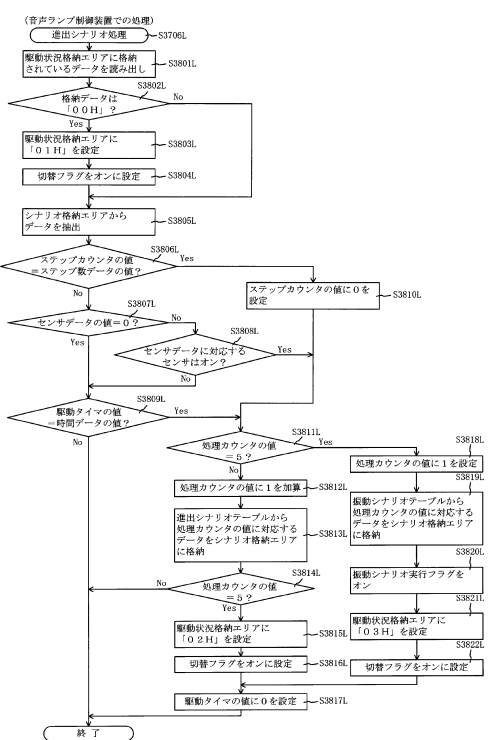 (音声ランプ制御装置での処理)
進出シナリオ処理
S3706L
駆動状況格納エリアに格納
されているデータを読み出し
S3801L
S3802L
格納データは
「００Ｈ」？
No
Yes
駆動状況格納エリアに
「０１Ｈ」を設定
S3803L
切替フラグをオンに設定
S3804L
シナリオ格納エリアから
データを抽出
S3805L
S3806L
ステップカウンタの値
＝ステップ数データの値？
Yes
No
ステップカウンタの値に０を
設定
S3810L
S3807L
センサデータの値＝０？
No
Yes
S3808L
センサデータに対応する
センサはオン？
Yes
No
S3809L
駆動タイマの値
＝時間データの値？
Yes
No
S3811L
処理カウンタの値
＝５？
Yes
No
S3818L
処理カウンタの値に１を設定
処理カウンタの値に１を加算
S3812L
S3819L
振動シナリオテーブルから
処理カウンタの値に対応する
データをシナリオ格納エリア
に格納
進出シナリオテーブルから
処理カウンタの値に対応する
データをシナリオ格納エリア
に格納
S3813L
S3820L
振動シナリオ実行フラグを
オン
S3814L
処理カウンタの値
＝５？
No
Yes
S3821L
駆動状況格納エリアに
「０３Ｈ」を設定
駆動状況格納エリアに
「０２Ｈ」を設定
S3815L
S3822L
切替フラグをオンに設定
切替フラグをオンに設定
S3816L
駆動タイマの値に０を設定
S3817L
終了